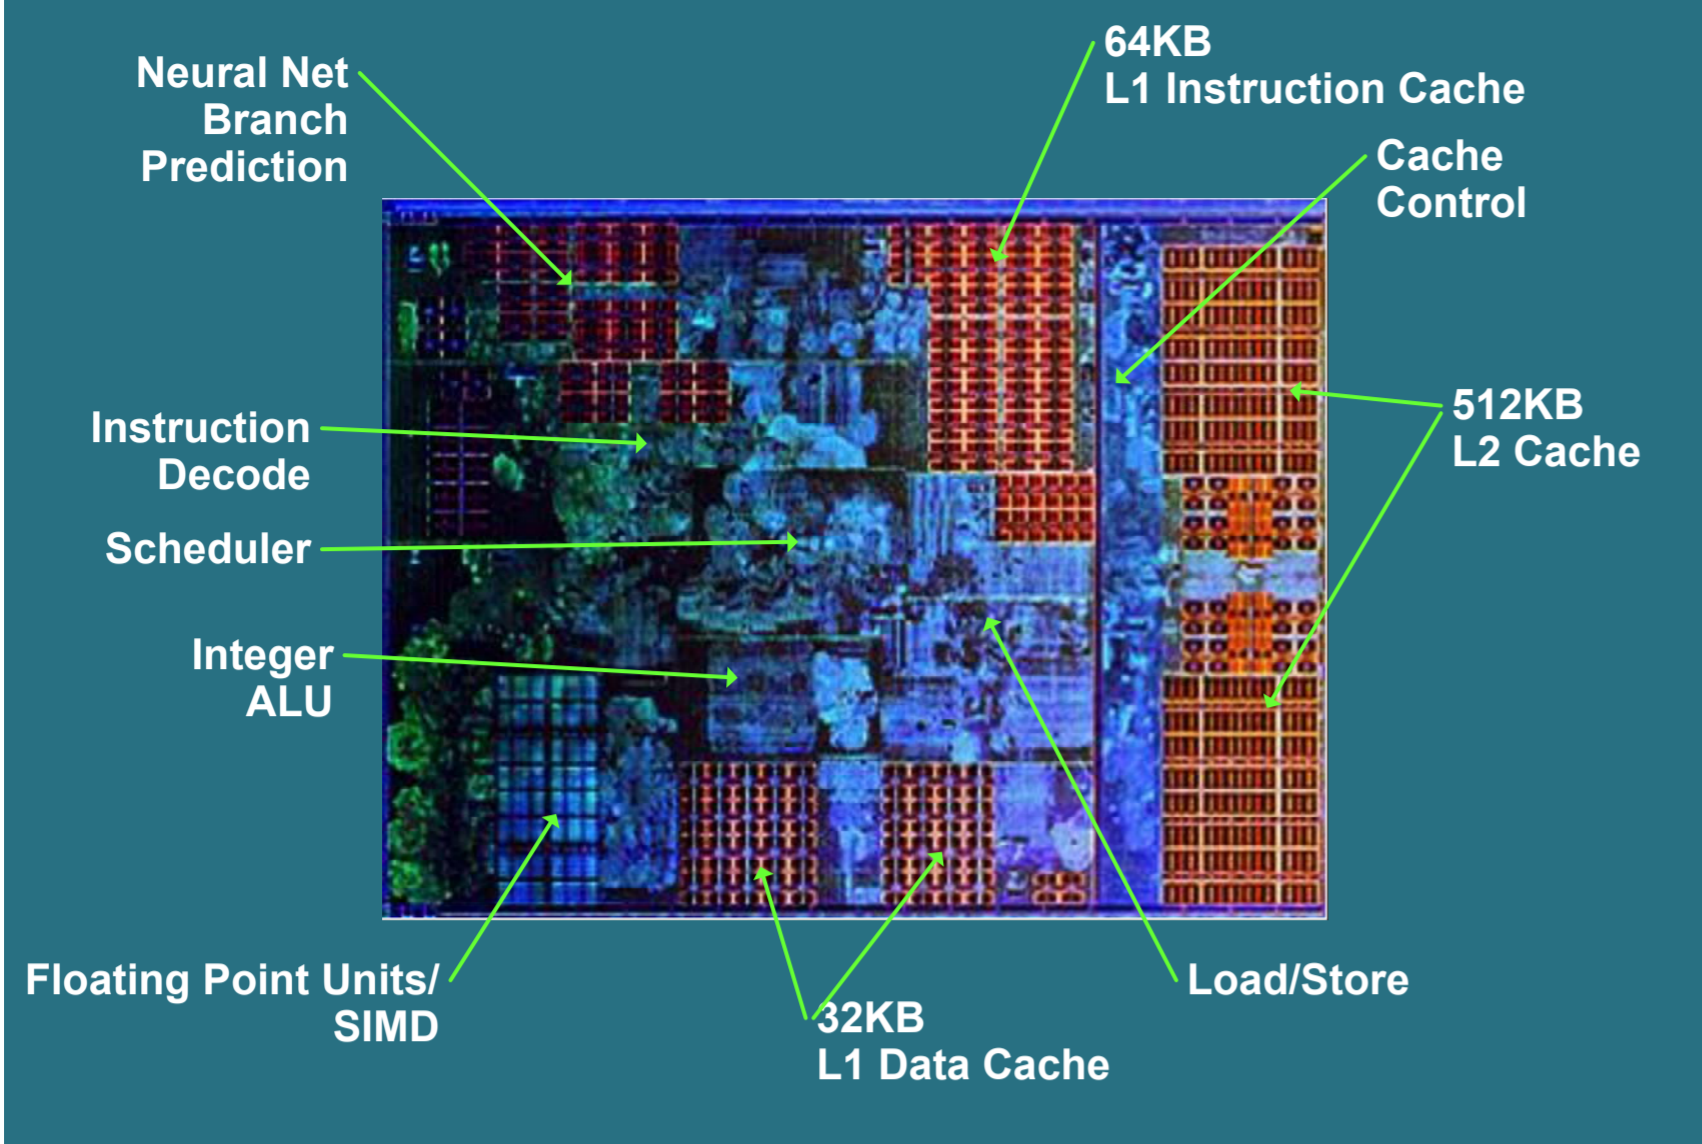 Neural Net
Branch
Prediction
64KB
L1 Instruction Cache
Cache
Control
Instruction
Decode
512KB
L2 Cache
Scheduler
Integer
ALU
Floating Point Units/
SIMD
32KB
L1 Data Cache
Load/Store